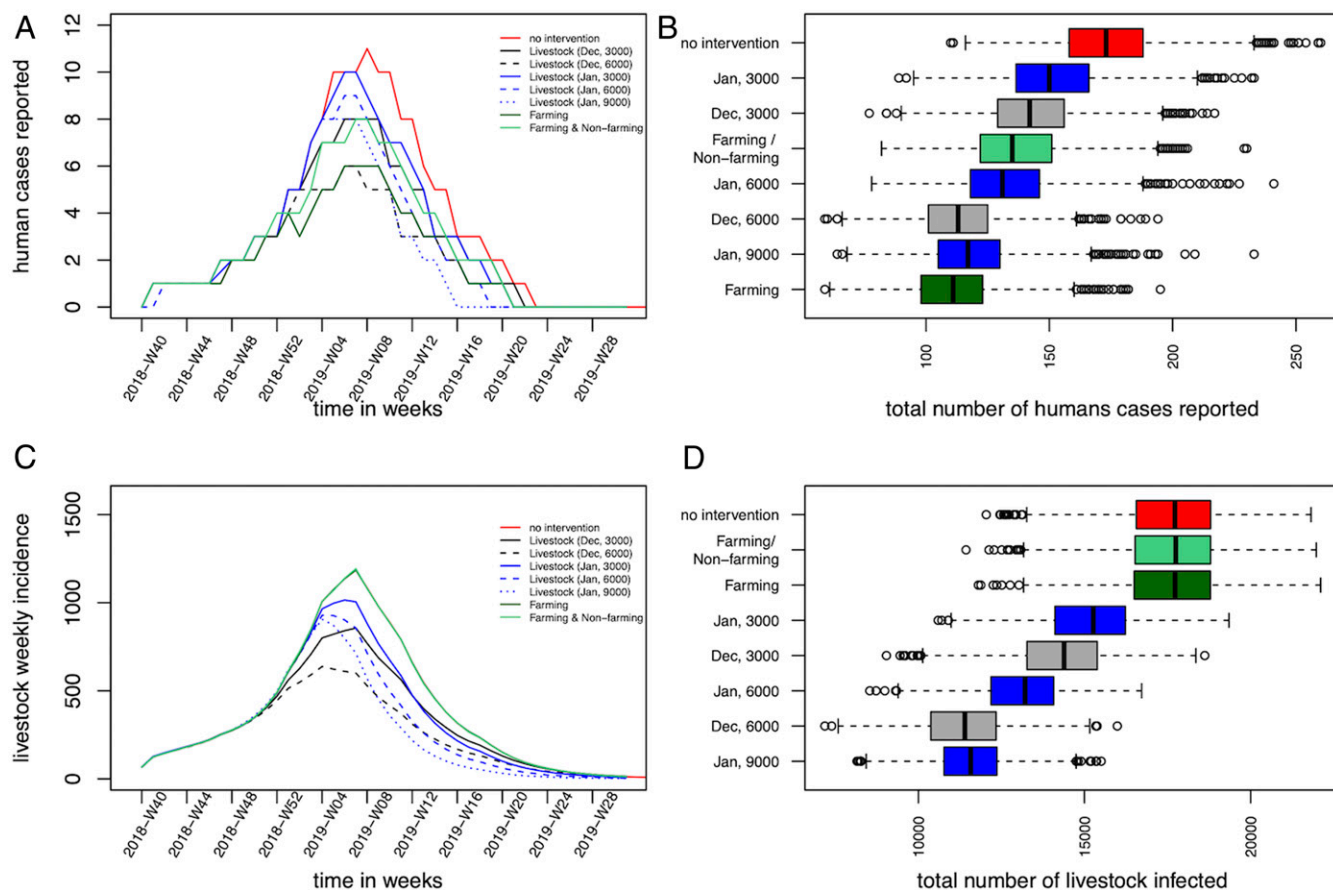 A
human cases reported
12
10
8
6
4
2
0
no intervention
Livestock (Dec, 3000)
Livestock (Dec, 6000)
Livestock (Jan, 3000)
Livestock (Jan, 6000)
Livestock (Jan, 9000)
Farming
Farming & Non-farming
2018-W40
2018-W44
2018-W48
2018-W52
2019-W04
2019-W08
2019-W12
2019-W16
2019-W20
2019-W24
2019-W28
time in weeks
B
no intervention
Jan, 3000
Dec, 3000
Farming /
Non-farming
Jan, 6000
Dec, 6000
Jan, 9000
Farming
100
150
200
250
total number of humans cases reported
C
livestock weekly incidence
1500
1000
500
0
no intervention
Livestock (Dec, 3000)
Livestock (Dec, 6000)
Livestock (Jan, 3000)
Livestock (Jan, 6000)
Livestock (Jan, 9000)
Farming
Farming & Non-farming
2018-W40
2018-W44
2018-W48
2018-W52
2019-W04
2019-W08
2019-W12
2019-W16
2019-W20
2019-W24
2019-W28
time in weeks
D
no intervention
Farming/
Non-farming
Farming
Jan, 3000
Dec, 3000
Jan, 6000
Dec, 6000
Jan, 9000
10000
15000
20000
total number of livestock infected